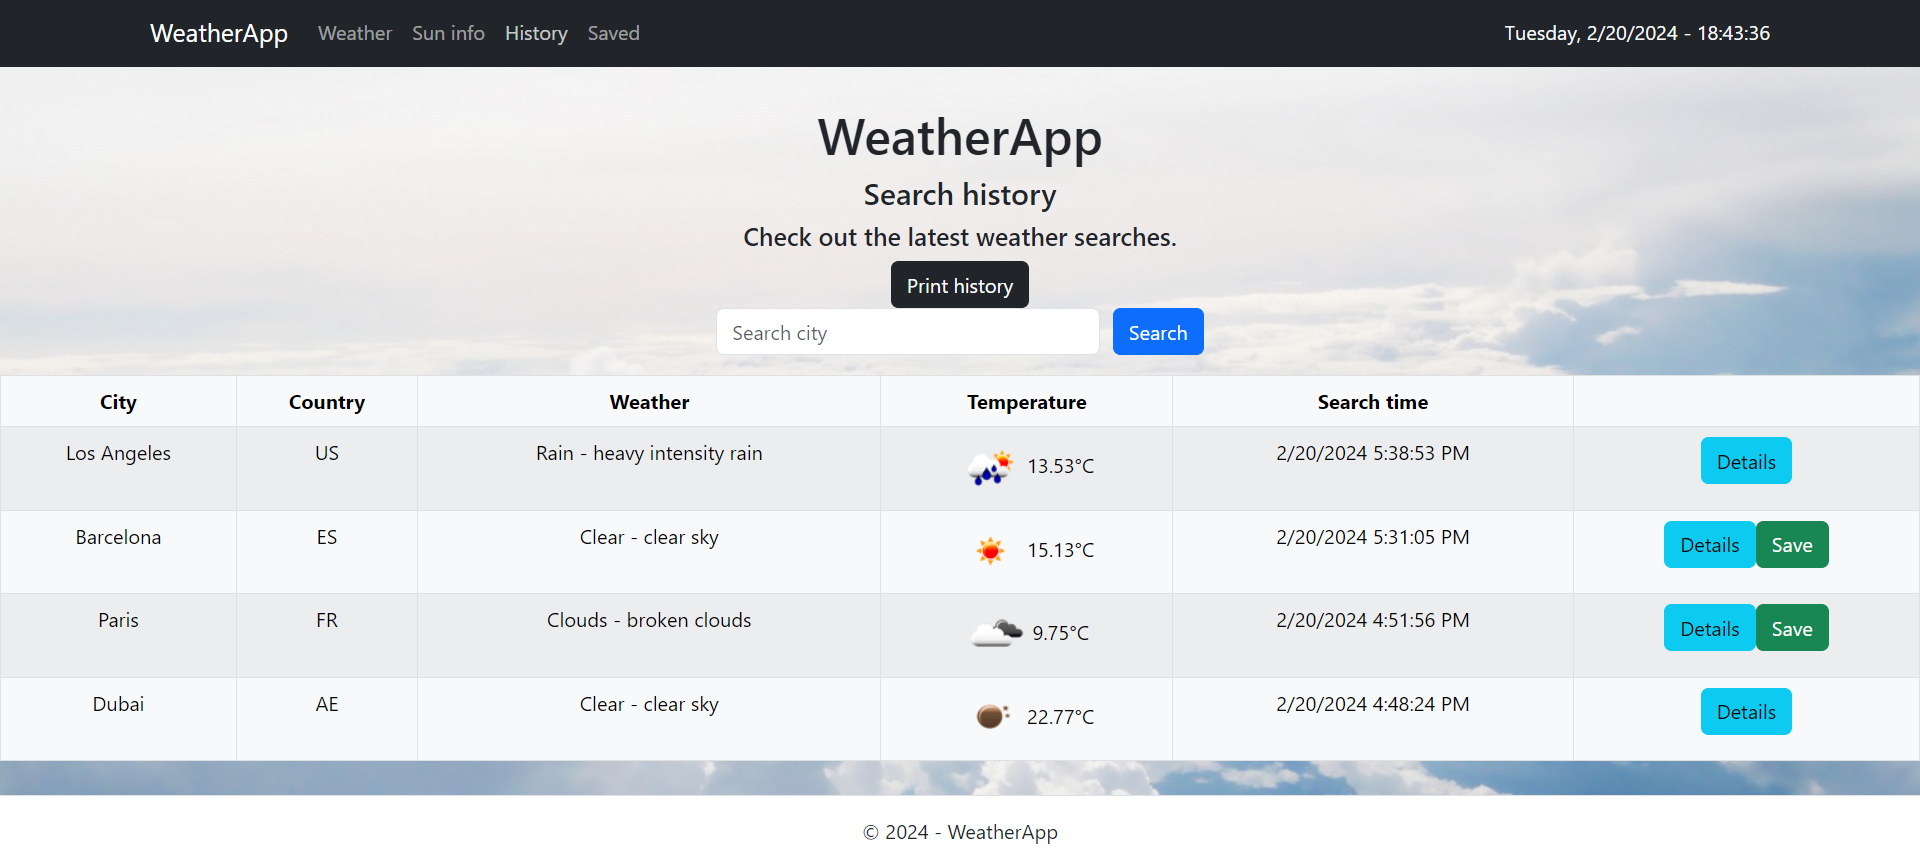 WeatherApp Weather Sun info History Saved Tuesday, 2/20/2024 - 18:43:36
WeatherApp
Search history
Check out the latest weather searches.
Print history
Search city Search
City Country Weather Temperature Search time
Los Angeles US Rain - heavy intensity rain 13.53°C 2/20/2024 5:38:53 PM Details
Barcelona ES Clear - clear sky 15.13°C 2/20/2024 5:31:05 PM Details Save
Paris FR Clouds - broken clouds 9.75°C 2/20/2024 4:51:56 PM Details Save
Dubai AE Clear - clear sky 22.77°C 2/20/2024 4:48:24 PM Details
© 2024 - WeatherApp